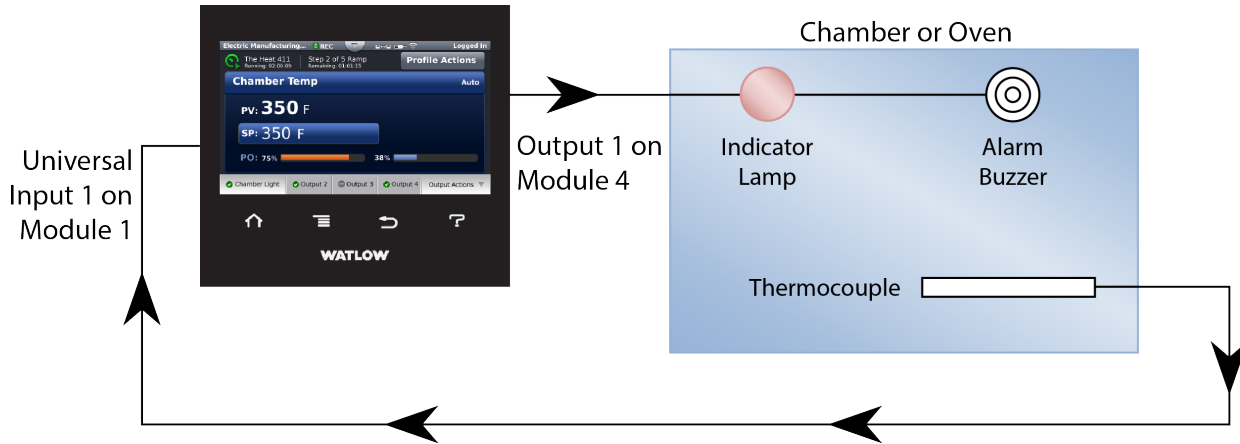 Chamber or Oven
Electric Manufacturing... REC Logged In
The Heat 411 Step 2 of 5 Ramp Profile Actions
Running: 02:00:09 Remaining: 01:01:15
Chamber Temp Auto
PV: 350 F
SP: 350 F
PO: 75% 38%
Chamber Light Output 2 Output 3 Output 4 Output Actions
WATLOW
Universal
Input 1 on
Module 1
Output 1 on
Module 4
Indicator
Lamp
Alarm
Buzzer
Thermocouple